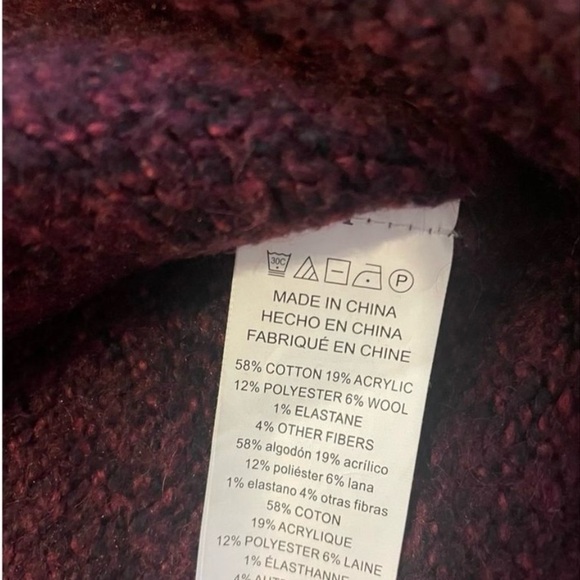 30C
P
MADE IN CHINA
HECHO EN CHINA
FABRIQUÉ EN CHINE
58% COTTON 19% ACRYLIC
12% POLYESTER 6% WOOL
1% ELASTANE
4% OTHER FIBERS
58% algodón 19% acrílico
12% poliéster 6% lana
1% elastano 4% otras fibras
58% COTON
19% ACRYLIQUE
12% POLYESTER 6% LAINE
1% ÉLASTHANNE
4%